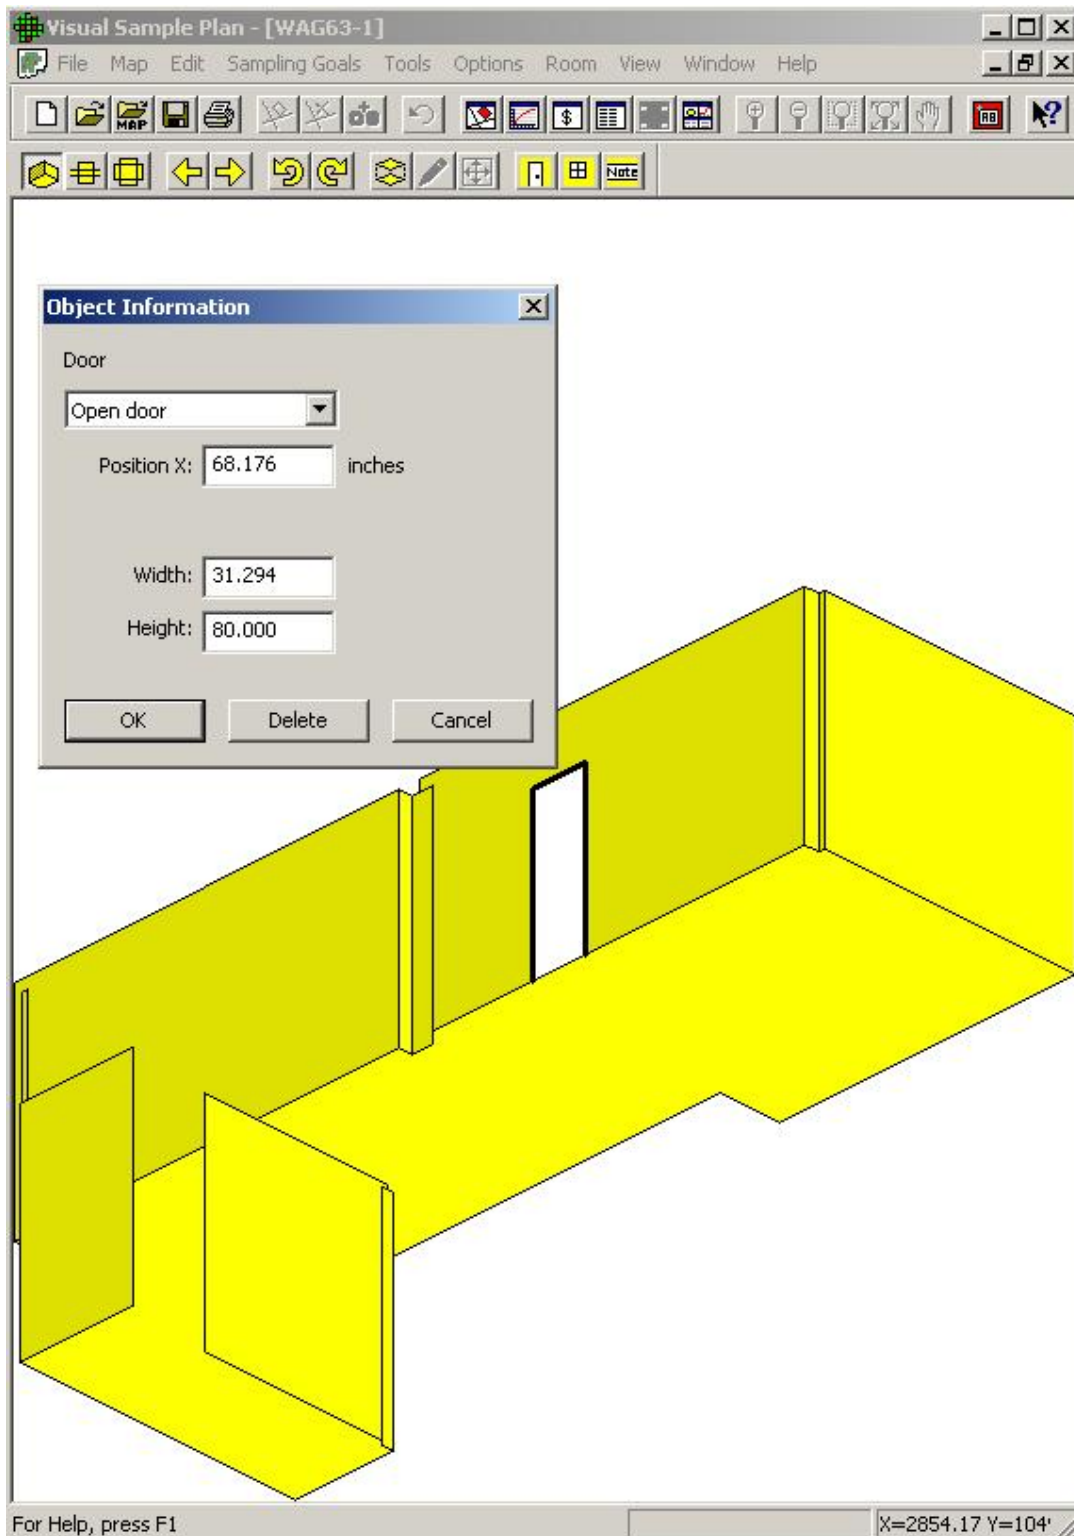 Visual Sample Plan - [WAG63-1]
File Map Edit Sampling Goals Tools Options Room View Window Help
MAP $ AB ?
Note
Object Information
Door
Open door
Position X: 68.176 inches
Width: 31.294
Height: 80.000
OK Delete Cancel
For Help, press F1 X=2854.17 Y=104'